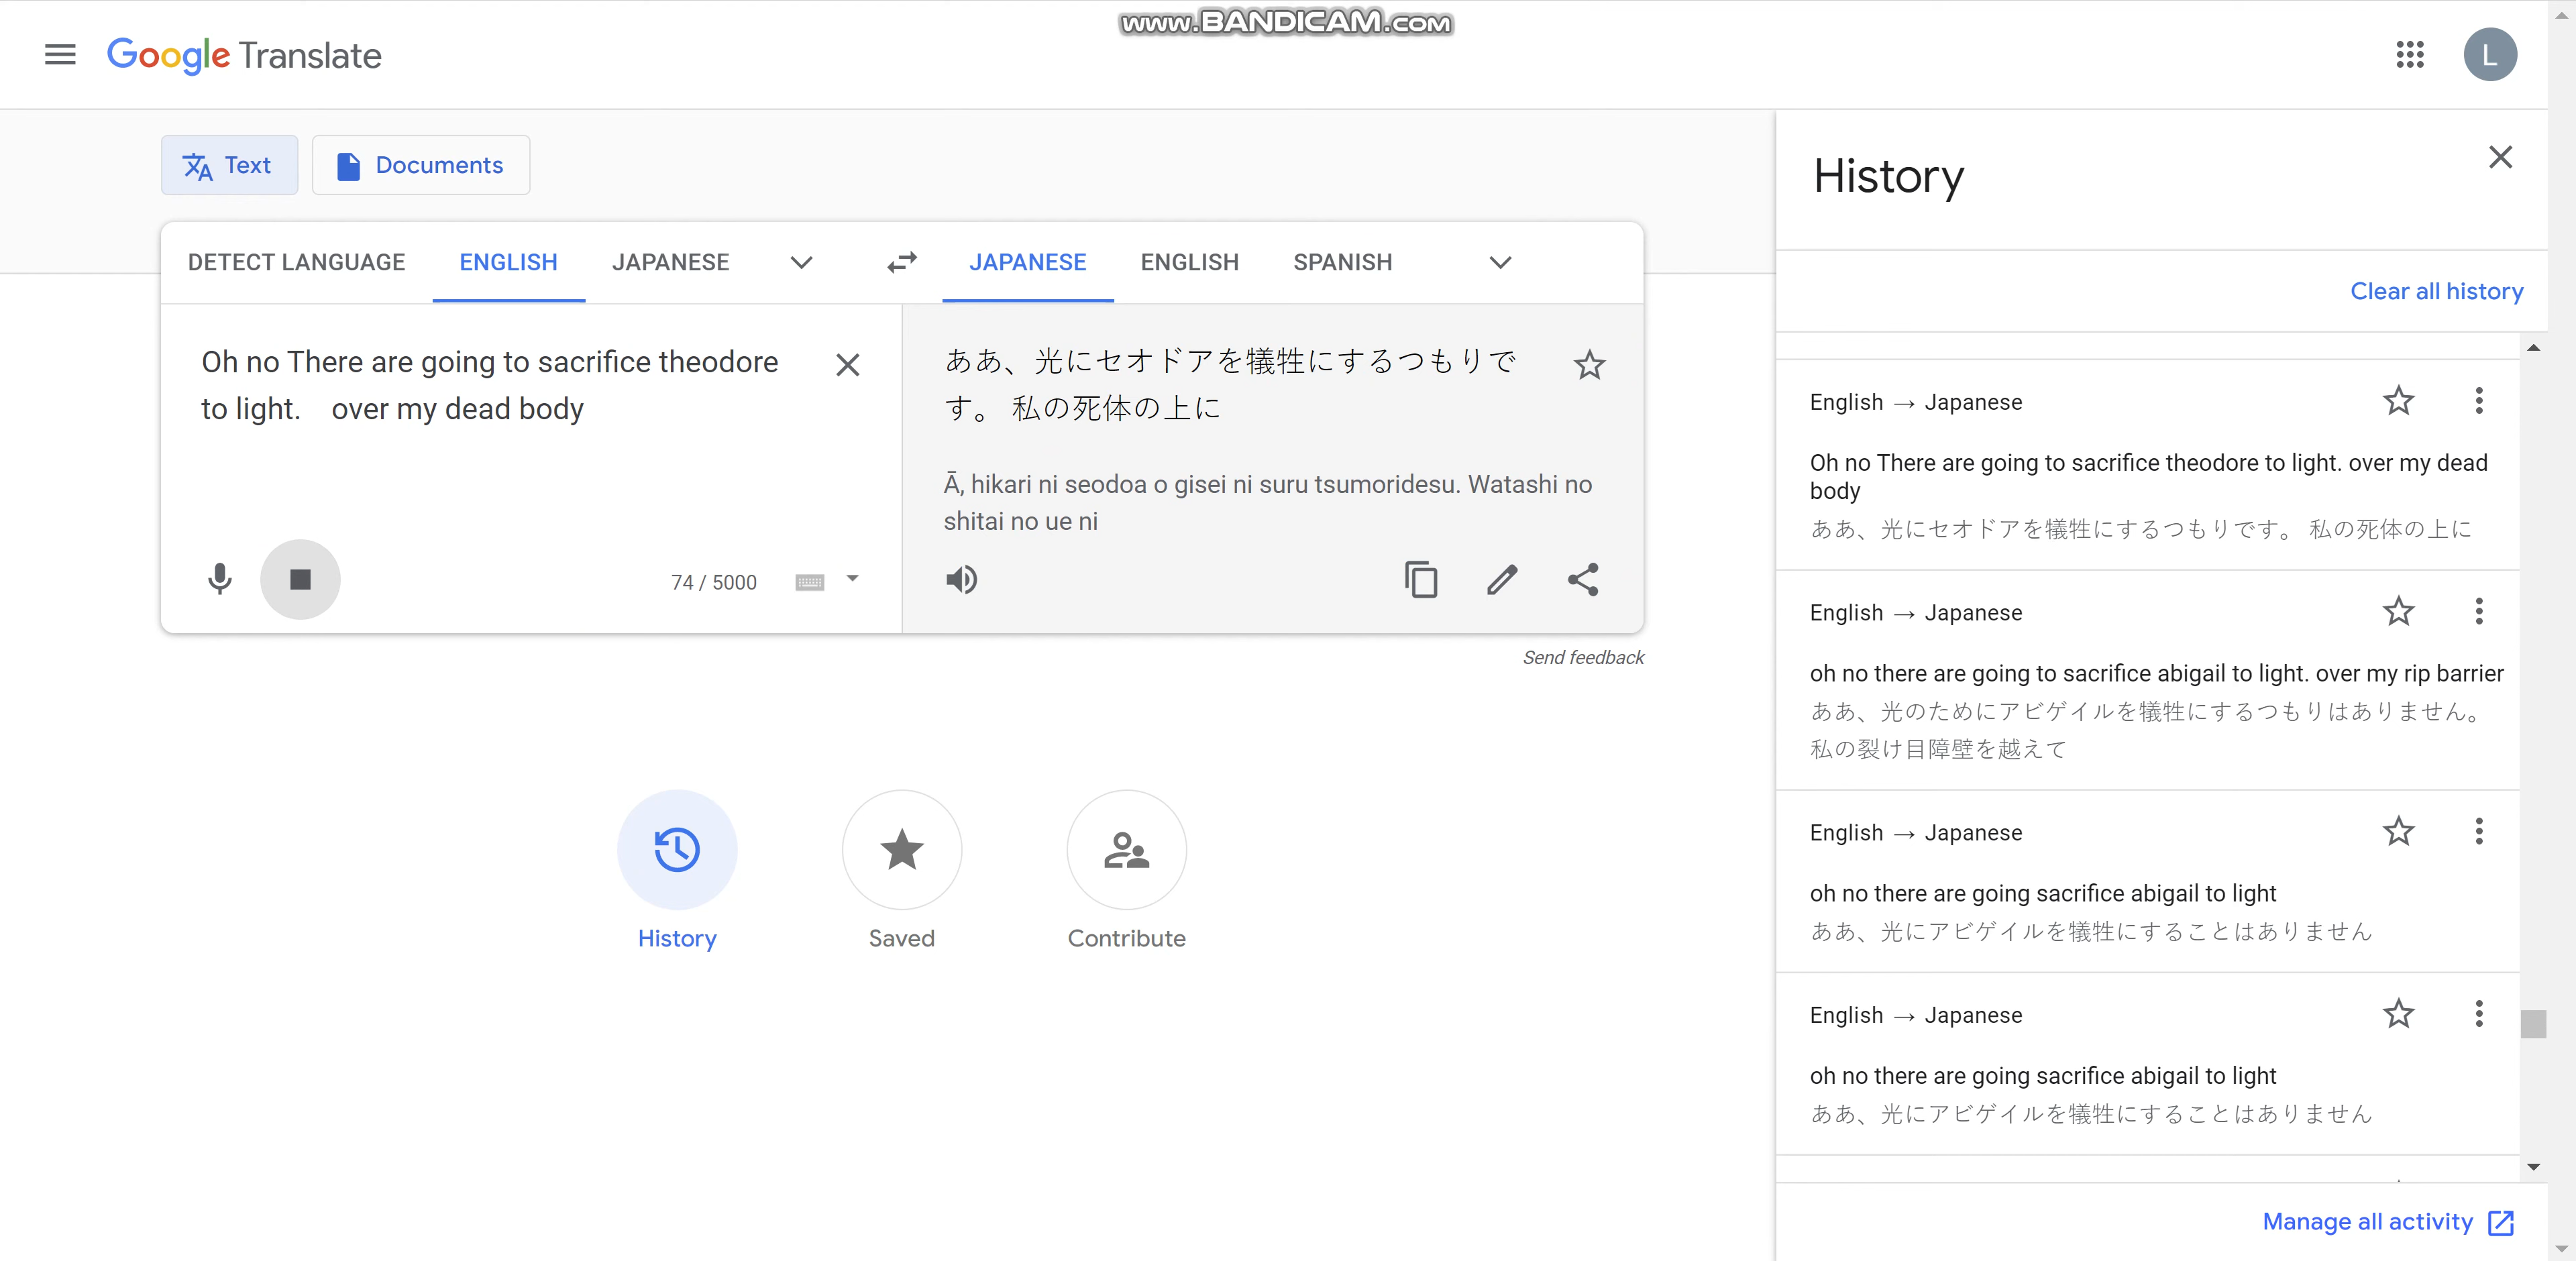 www.BANDICAM.com
Google Translate
L
Text
Documents
DETECT LANGUAGE
ENGLISH
JAPANESE
JAPANESE
ENGLISH
SPANISH
Oh no There are going to sacrifice theodore
to light.    over my dead body
74 / 5000
ああ、光にセオドアを犠牲にするつもりで
す。 私の死体の上に
Ā, hikari ni seodoa o gisei ni suru tsumoridesu. Watashi no
shitai no ue ni
Send feedback
History
Saved
Contribute
History
Clear all history
English → Japanese
Oh no There are going to sacrifice theodore to light. over my dead
body
ああ、光にセオドアを犠牲にするつもりです。 私の死体の上に
English → Japanese
oh no there are going to sacrifice abigail to light. over my rip barrier
ああ、光のためにアビゲイルを犠牲にするつもりはありません。
私の裂け目障壁を越えて
English → Japanese
oh no there are going sacrifice abigail to light
ああ、光にアビゲイルを犠牲にすることはありません
English → Japanese
oh no there are going sacrifice abigail to light
ああ、光にアビゲイルを犠牲にすることはありません
Manage all activity